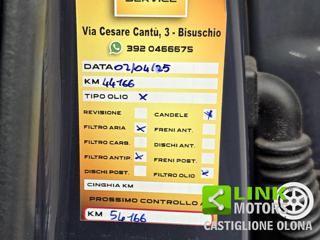 SERVICE
Via Cesare Cantù, 3 - Bisuschio
392 0466675
DATA 02/04/25
KM 44166
TIPO OLIO X
REVISIONE CANDELE X
FILTRO ARIA X FRENI ANT.
FILTRO CARB. DISCHI ANT.
FILTRO ANTIP. X FRENI POST.
DISCHI POST. FILTRO OLIO X
CINGHIA KM
PROSSIMO CONTROLLO A
KM 54166
LINK
MOTORS
CASTIGLIONE OLONA